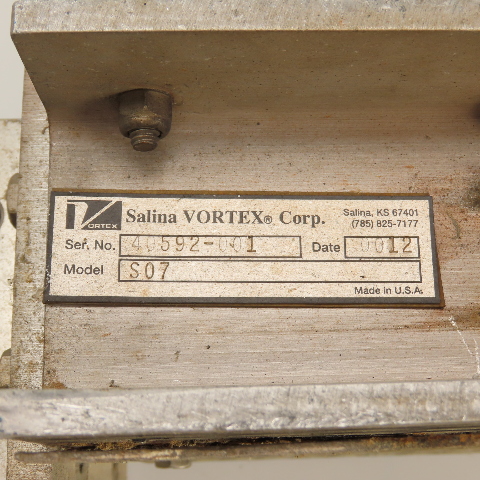 VORTEX
Salina VORTEX® Corp.
Salina, KS 67401
(785) 825-7177
Ser. No. 40592-001
Date 0012
Model S07
Made in U.S.A.